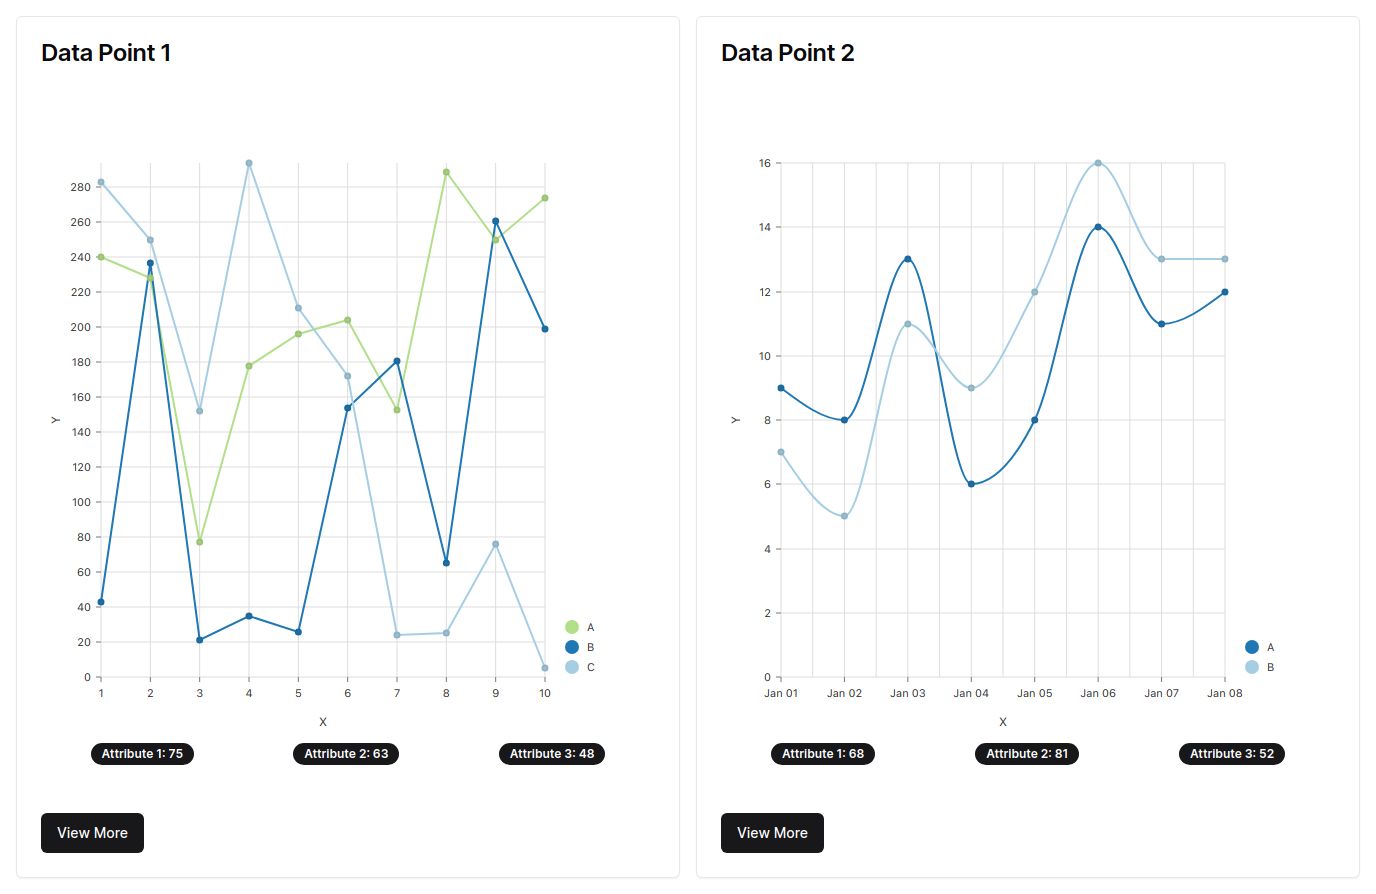 Data Point 1
280
260
240
220
200
180
160
140
120
100
80
60
40
20
0
Y
1 2 3 4 5 6 7 8 9 10
X
A
B
C
Attribute 1: 75 Attribute 2: 63 Attribute 3: 48
View More
Data Point 2
16
14
12
10
8
6
4
2
0
Y
Jan 01 Jan 02 Jan 03 Jan 04 Jan 05 Jan 06 Jan 07 Jan 08
X
A
B
Attribute 1: 68 Attribute 2: 81 Attribute 3: 52
View More